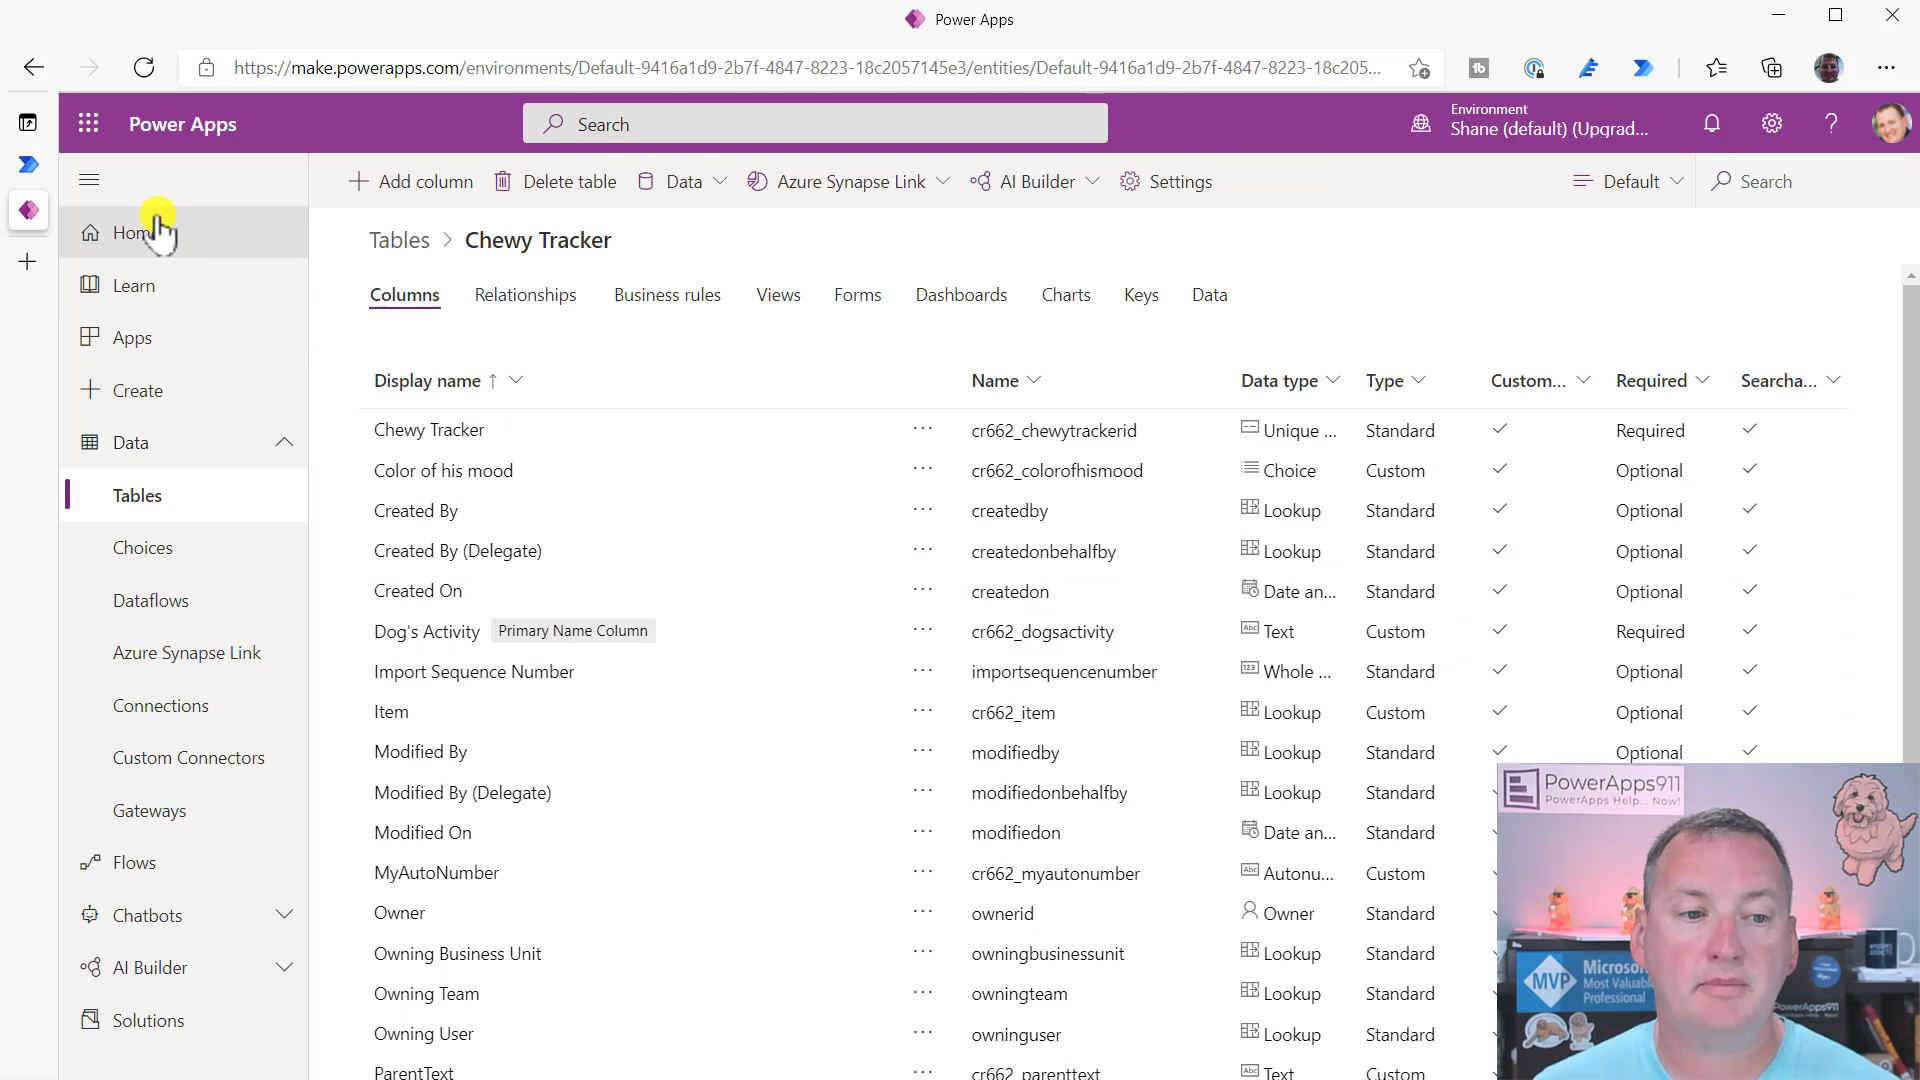 Power Apps
https://make.powerapps.com/environments/Default-9416a1d9-2b7f-4847-8223-18c2057145e3/entities/Default-9416a1d9-2b7f-4847-8223-18c205...
Power Apps
Search
Environment
Shane (default) (Upgrad...
Add column
Delete table
Data
Azure Synapse Link
AI Builder
Settings
Default
Search
Home
Learn
Apps
Create
Data
Tables
Choices
Dataflows
Azure Synapse Link
Connections
Custom Connectors
Gateways
Flows
Chatbots
AI Builder
Solutions
Tables > Chewy Tracker
Columns Relationships Business rules Views Forms Dashboards Charts Keys Data
Display name ↑ Name Data type Type Custom... Required Searcha...
Chewy Tracker ... cr662_chewytrackerid Unique ... Standard Required
Color of his mood ... cr662_colorofhismood Choice Custom Optional
Created By ... createdby Lookup Standard Optional
Created By (Delegate) ... createdonbehalfby Lookup Standard Optional
Created On ... createdon Date an... Standard Optional
Dog's Activity Primary Name Column ... cr662_dogsactivity Abc Text Custom Required
Import Sequence Number ... importsequencenumber 123 Whole ... Standard Optional
Item ... cr662_item Lookup Custom Optional
Modified By ... modifiedby Lookup Standard Optional
Modified By (Delegate) ... modifiedonbehalfby Lookup Standard
Modified On ... modifiedon Date an... Standard
MyAutoNumber ... cr662_myautonumber Abc Autonu... Custom
Owner ... ownerid Owner Standard
Owning Business Unit ... owningbusinessunit Lookup Standard
Owning Team ... owningteam Lookup Standard
Owning User ... owninguser Lookup Standard
ParentText ... cr662_parenttext Abc Text Custom
PowerApps911
PowerApps Help... Now!
MVP
Microsof
Most Valuabl
Professional
PowerApps911